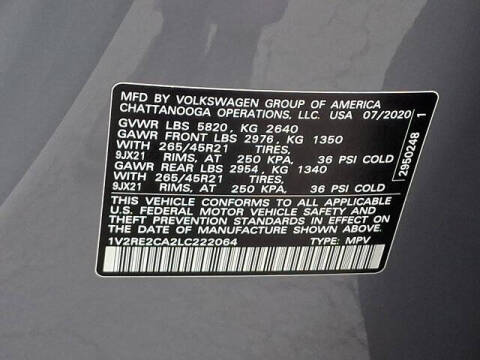 MFD BY VOLKSWAGEN GROUP OF AMERICA
CHATTANOOGA OPERATIONS, LLC. USA 07/2020
GVWR LBS 5820 , KG 2640
GAWR FRONT LBS 2976 , KG 1350
WITH 265/45R21 TIRES,
9JX21 RIMS, AT 250 KPA, 36 PSI COLD
GAWR REAR LBS 2954 , KG 1340
WITH 265/45R21 TIRES,
9JX21 RIMS, AT 250 KPA, 36 PSI COLD
THIS VEHICLE CONFORMS TO ALL APPLICABLE
U.S. FEDERAL MOTOR VEHICLE SAFETY AND
THEFT PREVENTION STANDARDS IN EFFECT ON
THE DATE OF MANUFACTURE SHOWN ABOVE
1V2RE2CA2LC222064 TYPE: MPV
2950248 1